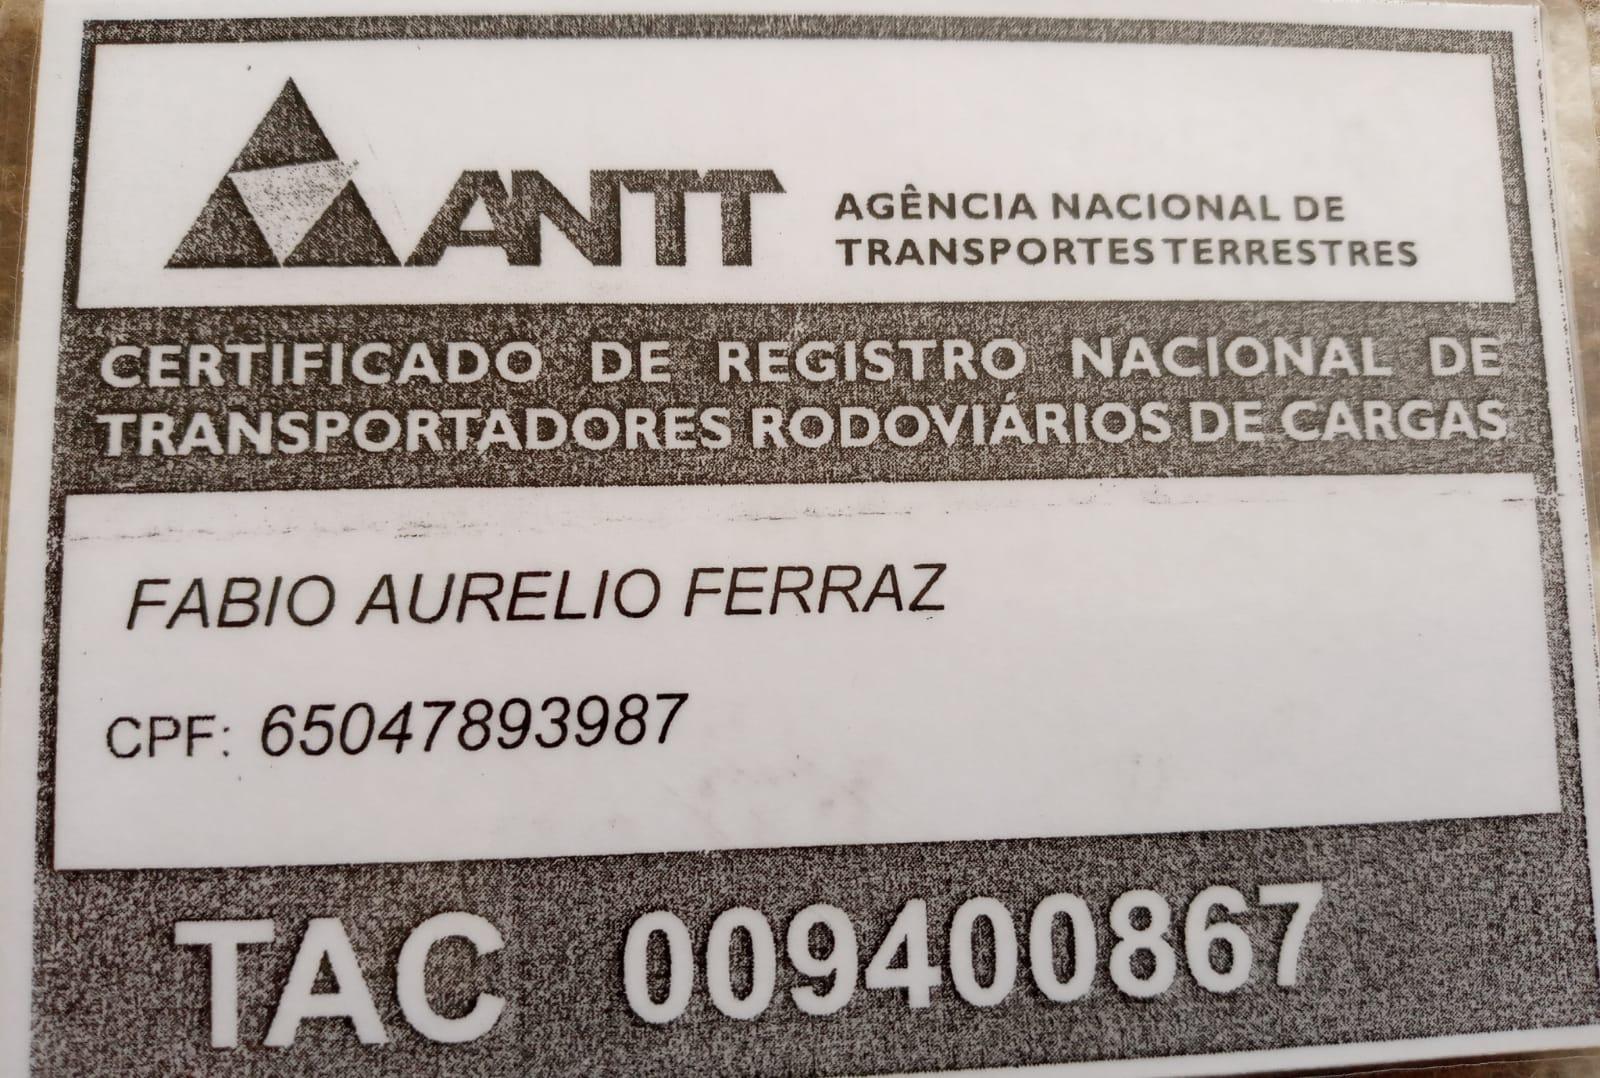 ANTT
AGÊNCIA NACIONAL DE
TRANSPORTES TERRESTRES
CERTIFICADO DE REGISTRO NACIONAL DE
TRANSPORTADORES RODOVIÁRIOS DE CARGAS
FABIO AURELIO FERRAZ
CPF: 65047893987
TAC 009400867